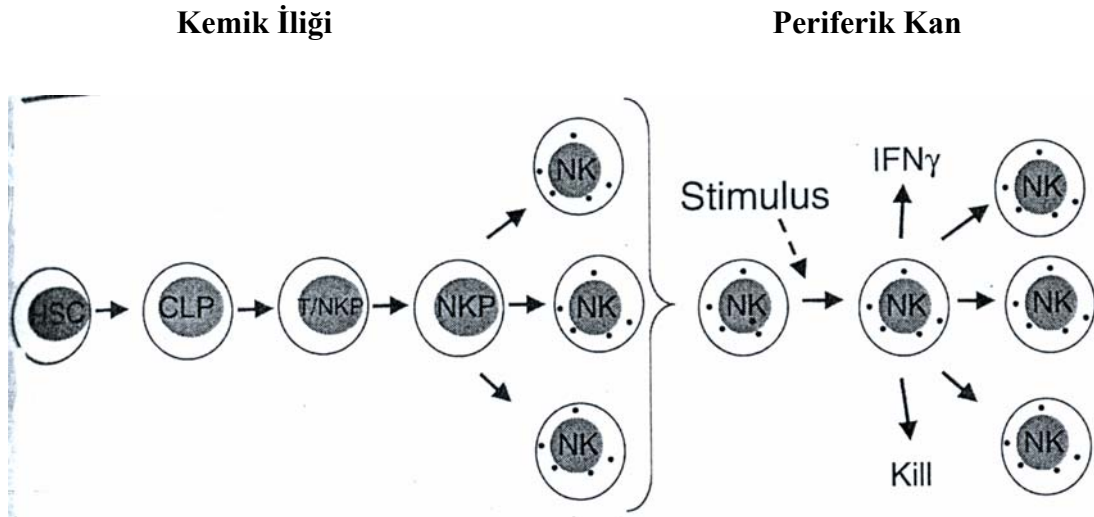 Kemik İliği
Periferik Kan
HSC
CLP
T/NKP
NKP
NK
NK
NK
Stimulus
NK
NK
IFNγ
Kill
NK
NK
NK